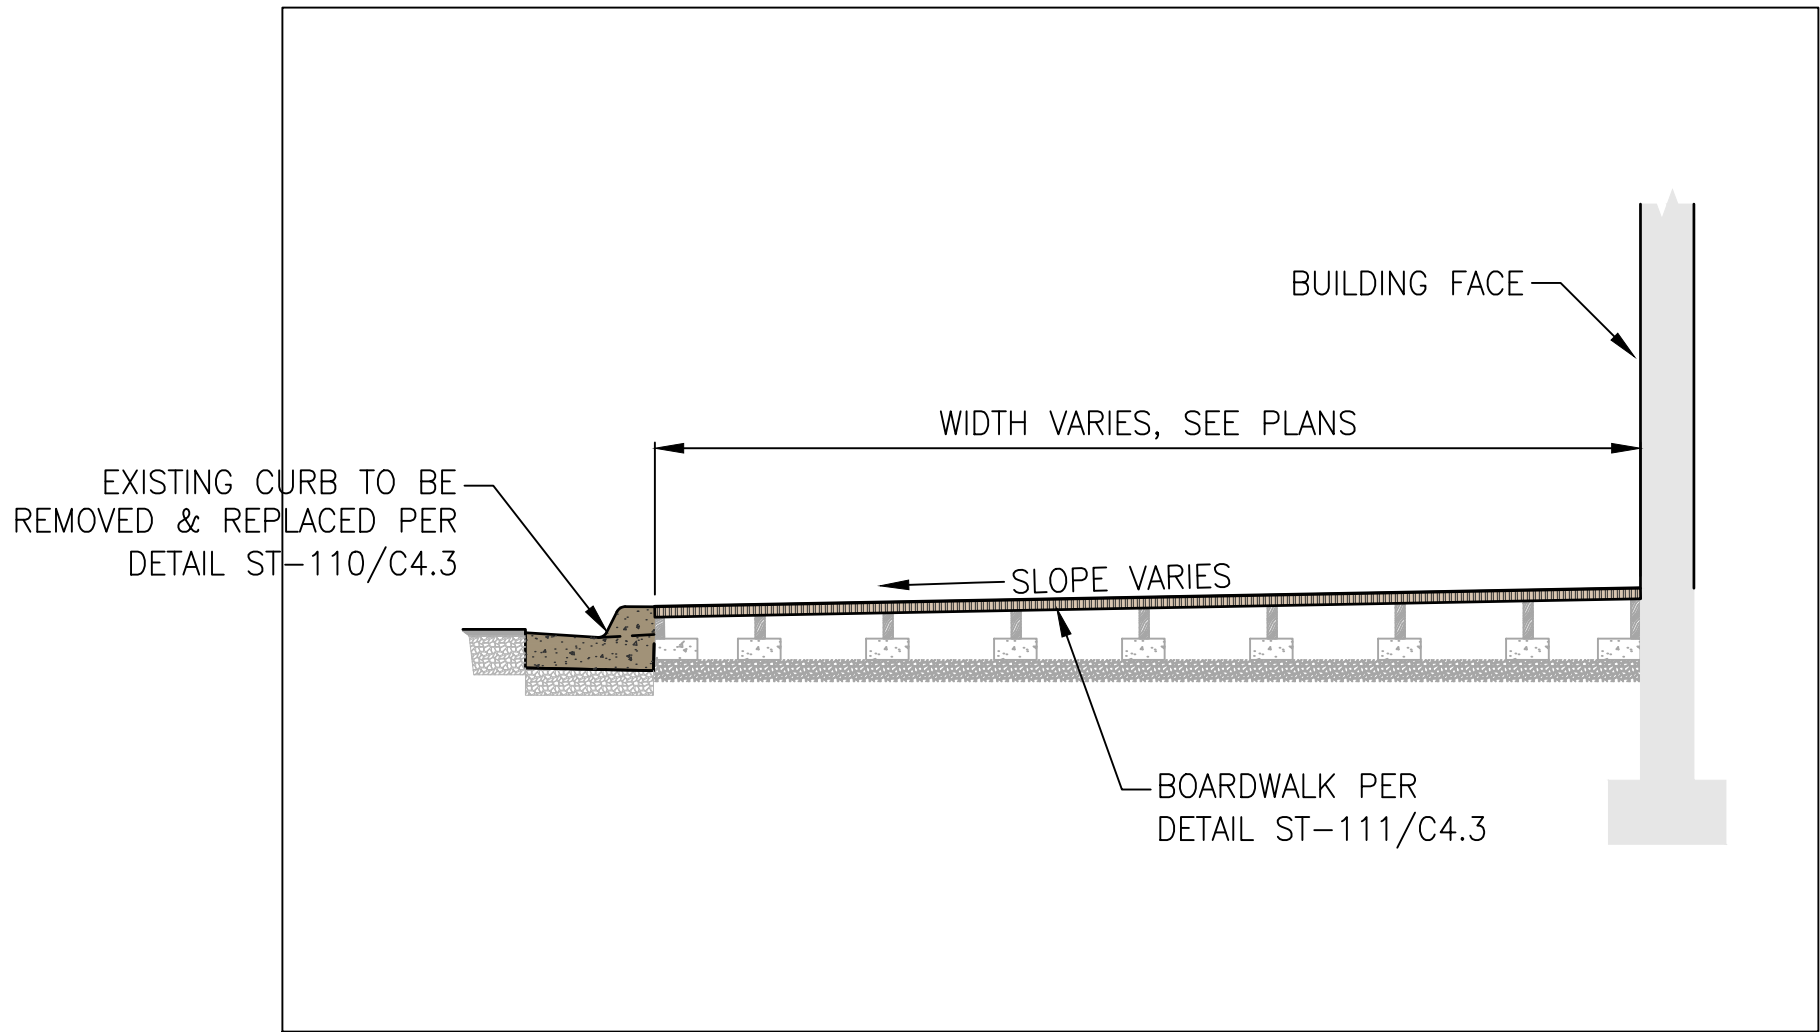 BUILDING FACE
WIDTH VARIES, SEE PLANS
EXISTING CURB TO BE
REMOVED & REPLACED PER
DETAIL ST-110/C4.3
SLOPE VARIES
BOARDWALK PER
DETAIL ST-111/C4.3